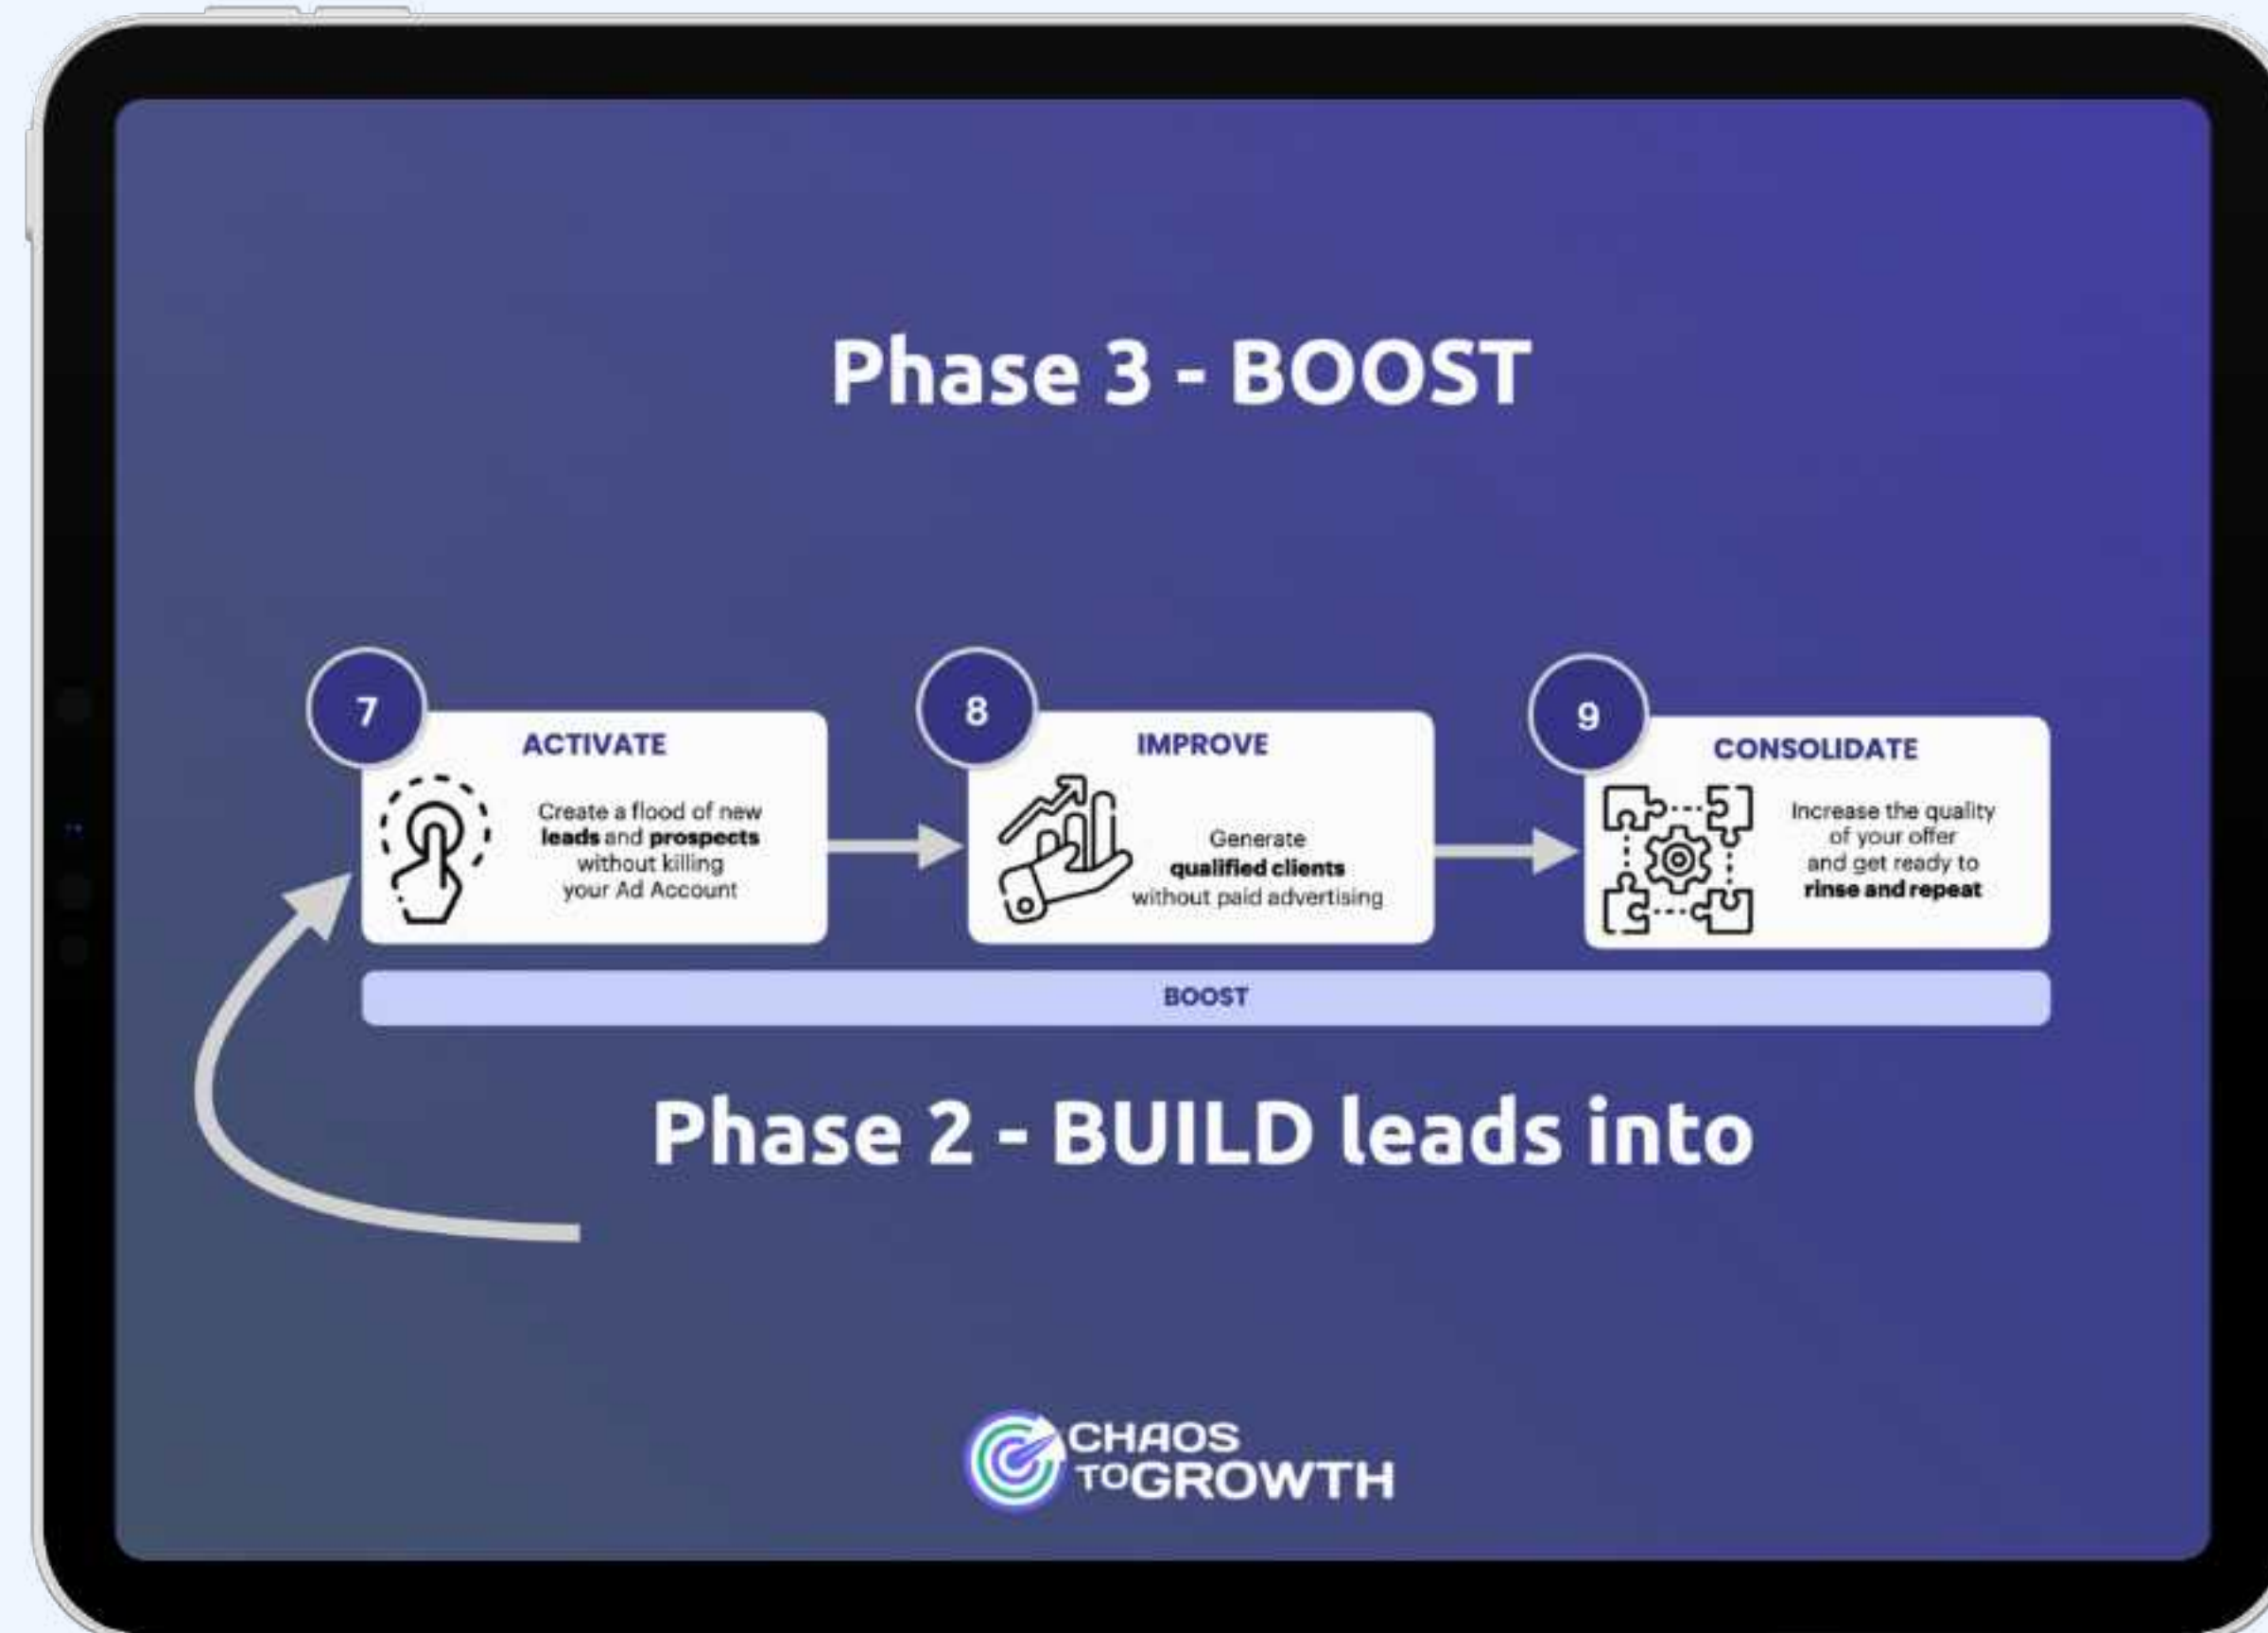 Phase 3 - BOOST
7
ACTIVATE
Create a flood of new
leads and prospects
without killing
your Ad Account
8
IMPROVE
Generate
qualified clients
without paid advertising
9
CONSOLIDATE
Increase the quality
of your offer
and get ready to
rinse and repeat
BOOST
Phase 2 - BUILD leads into
CHAOS
TOGROWTH